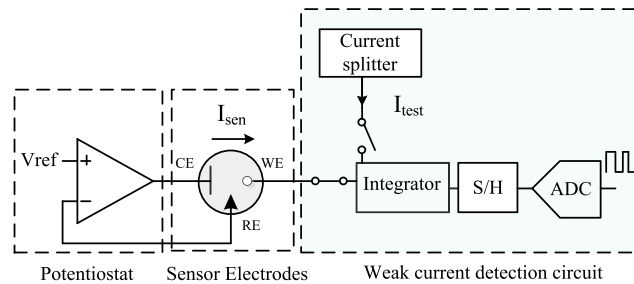 Current
splitter
I_test
I_sen
Vref
+
−
CE
WE
RE
Integrator
S/H
ADC
Potentiostat
Sensor Electrodes
Weak current detection circuit